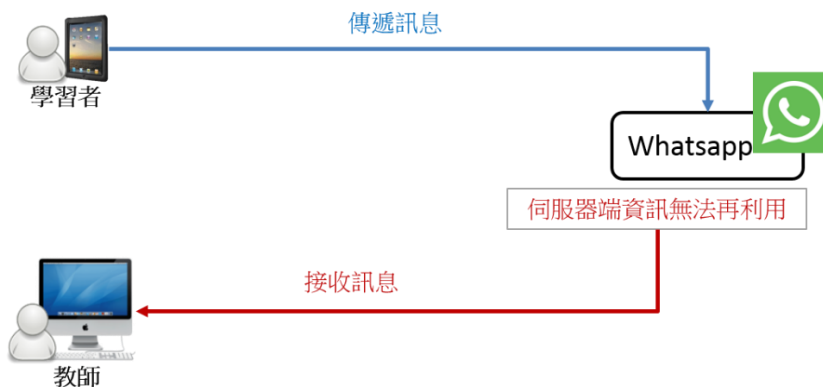 傳遞訊息
學習者
Whatsapp
伺服器端資訊無法再利用
接收訊息
教師